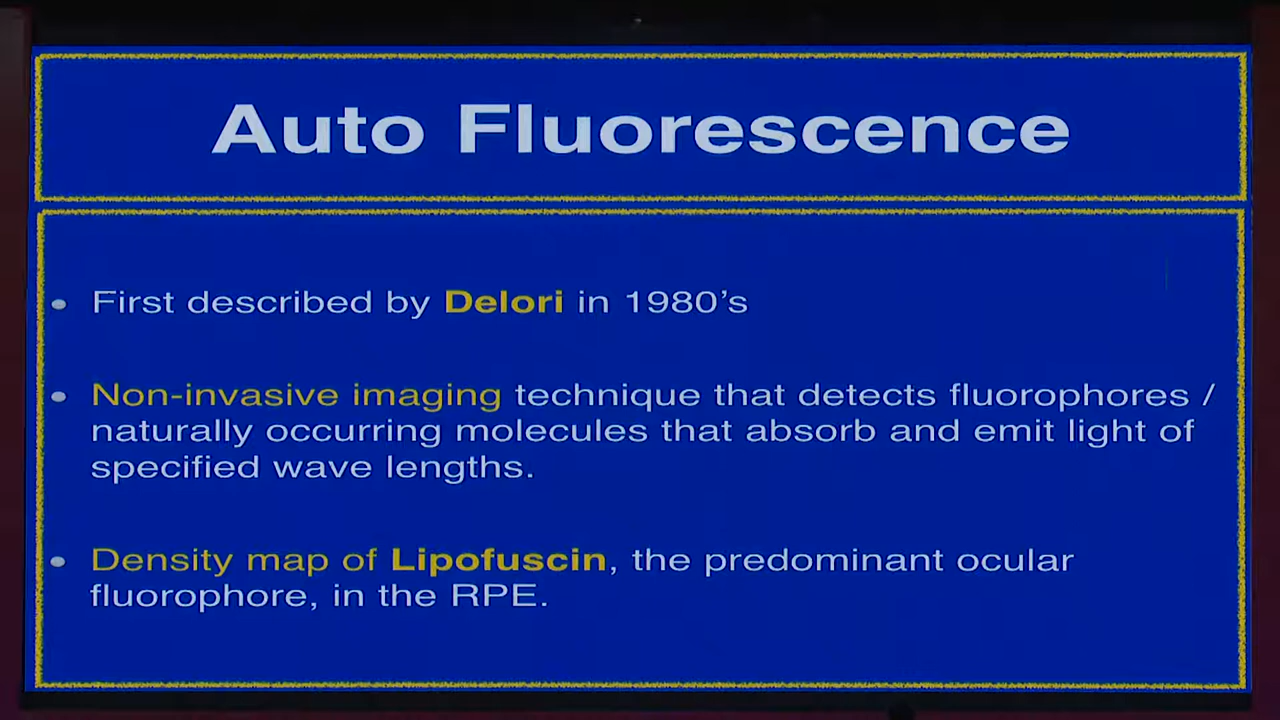 Auto Fluorescence
• First described by Delori in 1980’s
• Non-invasive imaging technique that detects fluorophores /
naturally occurring molecules that absorb and emit light of
specified wave lengths.
• Density map of Lipofuscin, the predominant ocular
fluorophore, in the RPE.